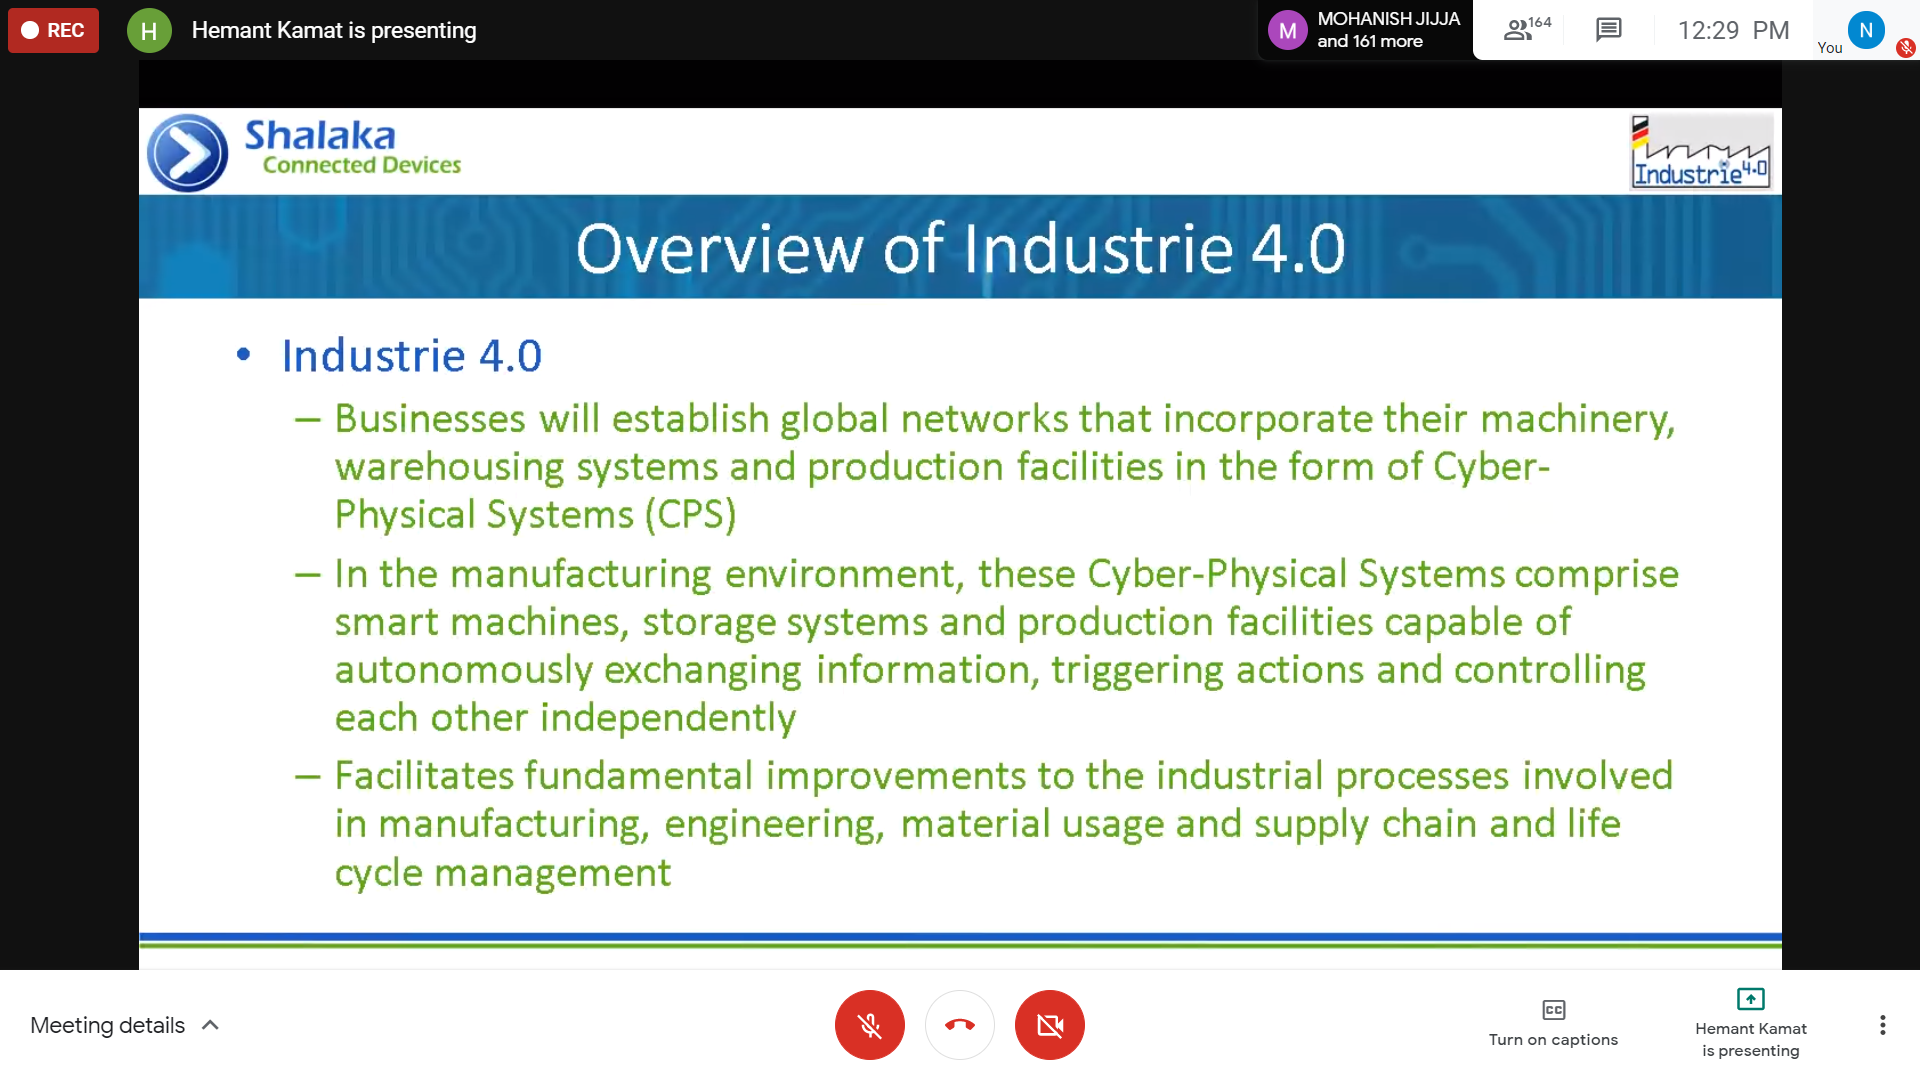 REC
H
Hemant Kamat is presenting
M
MOHANISH JIJJA
and 161 more
164
12:29 PM
You
N
Shalaka
Connected Devices
Industrie 4.0
Overview of Industrie 4.0
• Industrie 4.0
– Businesses will establish global networks that incorporate their machinery,
warehousing systems and production facilities in the form of Cyber-
Physical Systems (CPS)
– In the manufacturing environment, these Cyber-Physical Systems comprise
smart machines, storage systems and production facilities capable of
autonomously exchanging information, triggering actions and controlling
each other independently
– Facilitates fundamental improvements to the industrial processes involved
in manufacturing, engineering, material usage and supply chain and life
cycle management
Meeting details
CC
Turn on captions
Hemant Kamat
is presenting